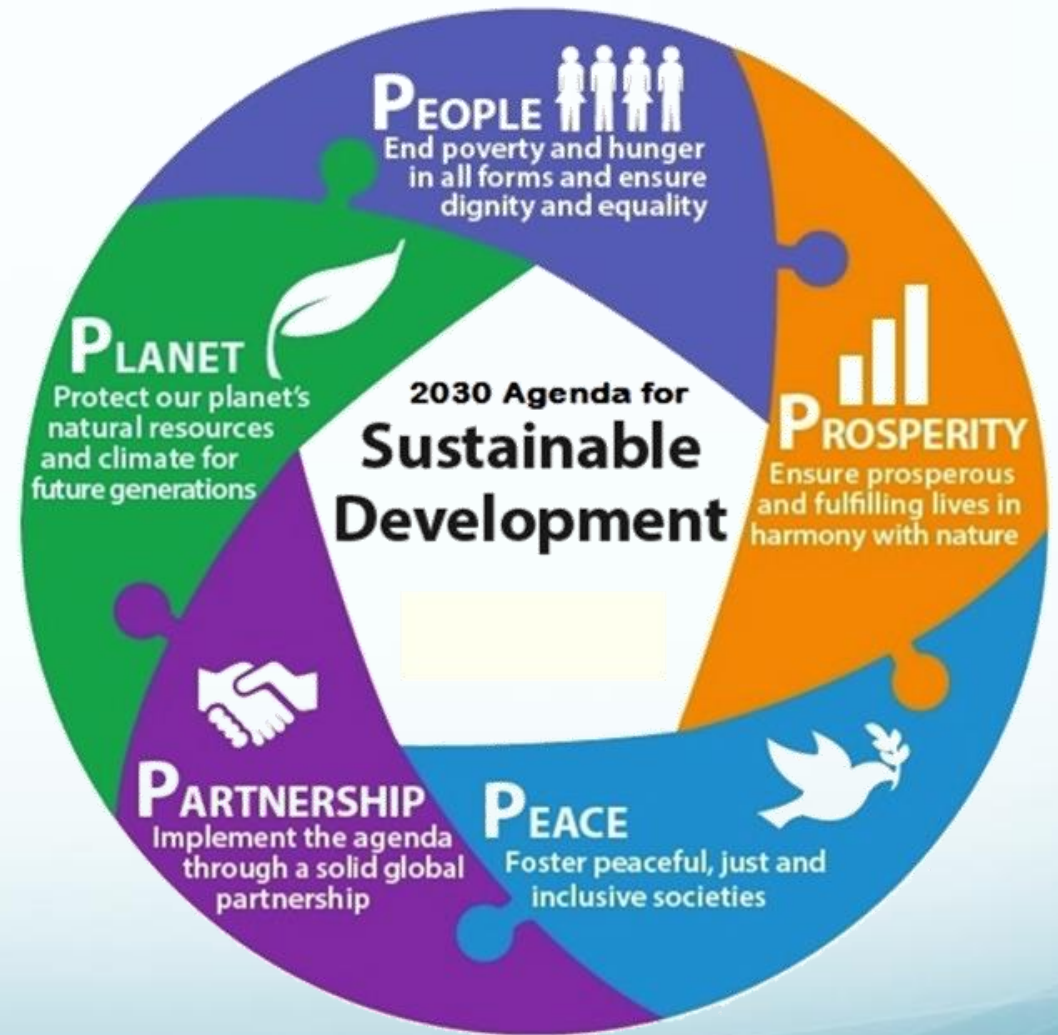 PEOPLE
End poverty and hunger
in all forms and ensure
dignity and equality
PROSPERITY
Ensure prosperous
and fulfilling lives in
harmony with nature
PEACE
Foster peaceful, just and
inclusive societies
PARTNERSHIP
Implement the agenda
through a solid global
partnership
PLANET
Protect our planet's
natural resources
and climate for
future generations
2030 Agenda for
Sustainable
Development